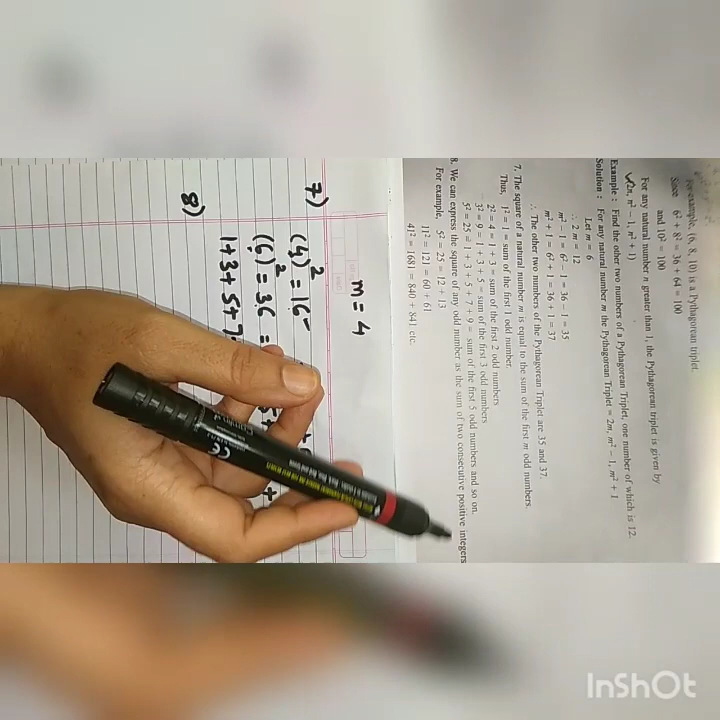 For example, (6, 8, 10) is a Pythagorean triplet.
Since 6² + 8² = 36 + 64 = 100
and 10² = 100
For any natural number n greater than 1, the Pythagorean triplet is given by
(2n, n² − 1, n² + 1)
Example : Find the other two numbers of a Pythagorean Triplet, one number of which is 12.
Solution : For any natural number m the Pythagorean Triplet = 2m, m² − 1, m² + 1
Let m = 6
∴ 2 m = 12
m² − 1 = 6² − 1 = 36 − 1 = 35
m² + 1 = 6² + 1 = 36 + 1 = 37
∴ The other two numbers of the Pythagorean Triplet are 35 and 37.
7. The square of a natural number m is equal to the sum of the first m odd numbers.
Thus, 1² = 1 = sum of the first 1 odd number.
2² = 4 = 1 + 3 = sum of the first 2 odd numbers
3² = 9 = 1 + 3 + 5 = sum of the first 3 odd numbers
5² = 25 = 1 + 3 + 5 + 7 + 9 = sum of the first 5 odd numbers and so on.
8. We can express the square of any odd number as the sum of two consecutive positive integers
For example, 5² = 25 = 12 + 13
11² = 121 = 60 + 61
41² = 1681 = 840 + 841 etc.
m = 4
7) (4)² = 16
(6)² = 36 =
1+3+5+7
8)
InShOt